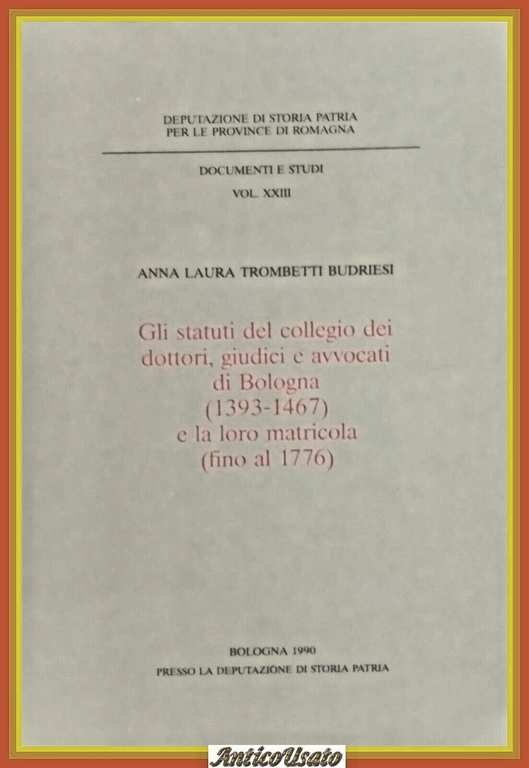 DEPUTAZIONE DI STORIA PATRIA
PER LE PROVINCE DI ROMAGNA
DOCUMENTI E STUDI
VOL. XXIII
ANNA LAURA TROMBETTI BUDRIESI
Gli statuti del collegio dei
dottori, giudici e avvocati
di Bologna
(1393-1467)
e la loro matricola
(fino al 1776)
BOLOGNA 1990
PRESSO LA DEPUTAZIONE DI STORIA PATRIA
AnticoUsato